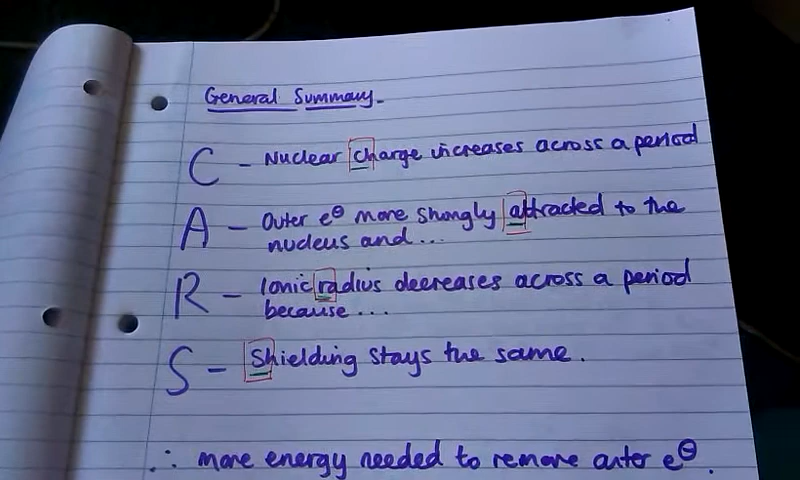 General Summary
C - Nuclear charge increases across a period
A - Outer e⊖ more strongly attracted to the
nucleus and...
R - Ionic radius decreases across a period
because...
S - Shielding stays the same.
∴ more energy needed to remove outer e⊖.